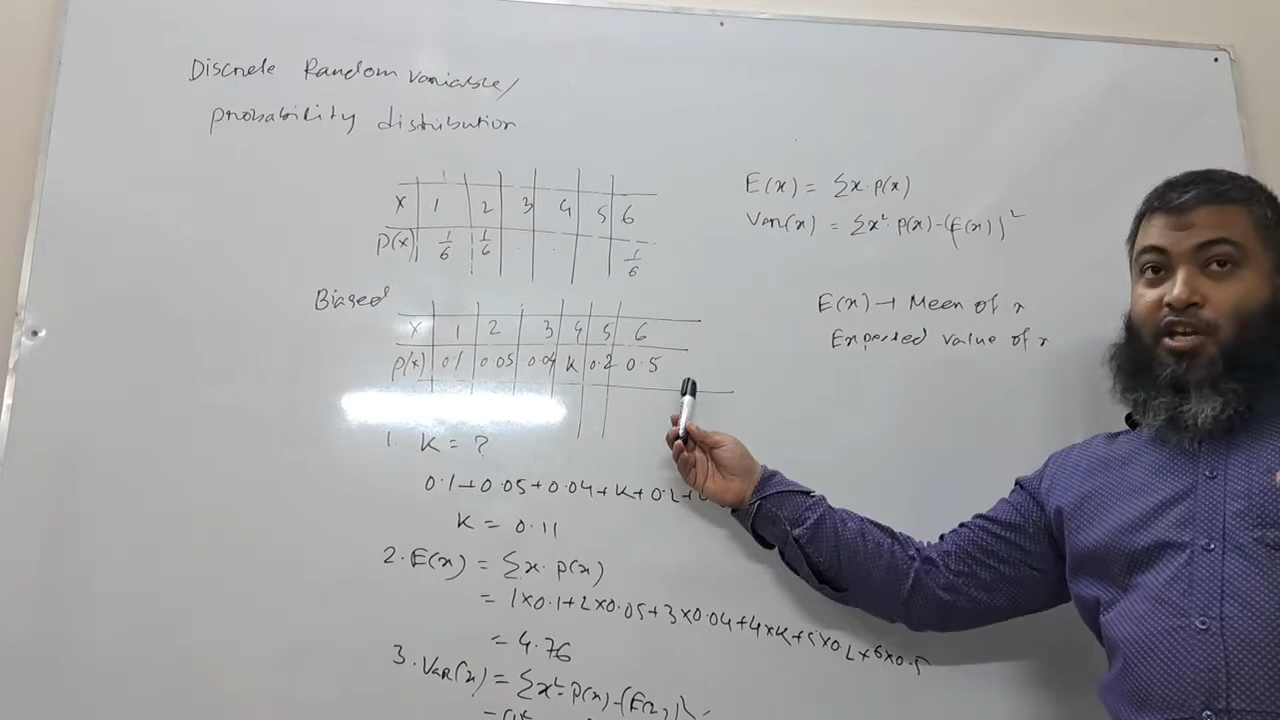 Discrete Random variable/
probability distribution
X 1 2 3 4 5 6
P(x) 1/6 1/6 . . 1/6
E(x) = Σx. p(x)
Var(x) = Σx². p(x) - (E(x))²
Biased
X 1 2 3 4 5 6
P(x) 0.1 0.05 0.04 K 0.2 0.5
E(x) → Mean of x
Expected value of x
1. K = ?
0.1+0.05+0.04+K+0.2+
K = 0.11
2. E(x) = Σx. p(x)
= 1×0.1+2×0.05+3×0.04+4×K+5×0.2+6×0.5
= 4.76
3. Var(x) = Σx². p(x) - (E(x))²